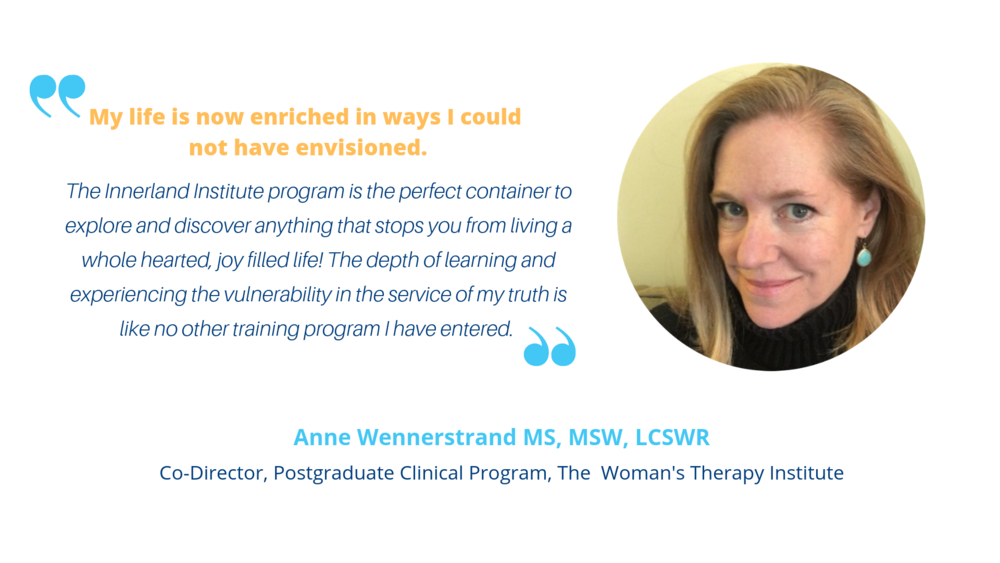 My life is now enriched in ways I could
not have envisioned.
The Innerland Institute program is the perfect container to
explore and discover anything that stops you from living a
whole hearted, joy filled life! The depth of learning and
experiencing the vulnerability in the service of my truth is
like no other training program I have entered.
Anne Wennerstrand MS, MSW, LCSWR
Co-Director, Postgraduate Clinical Program, The  Woman's Therapy Institute